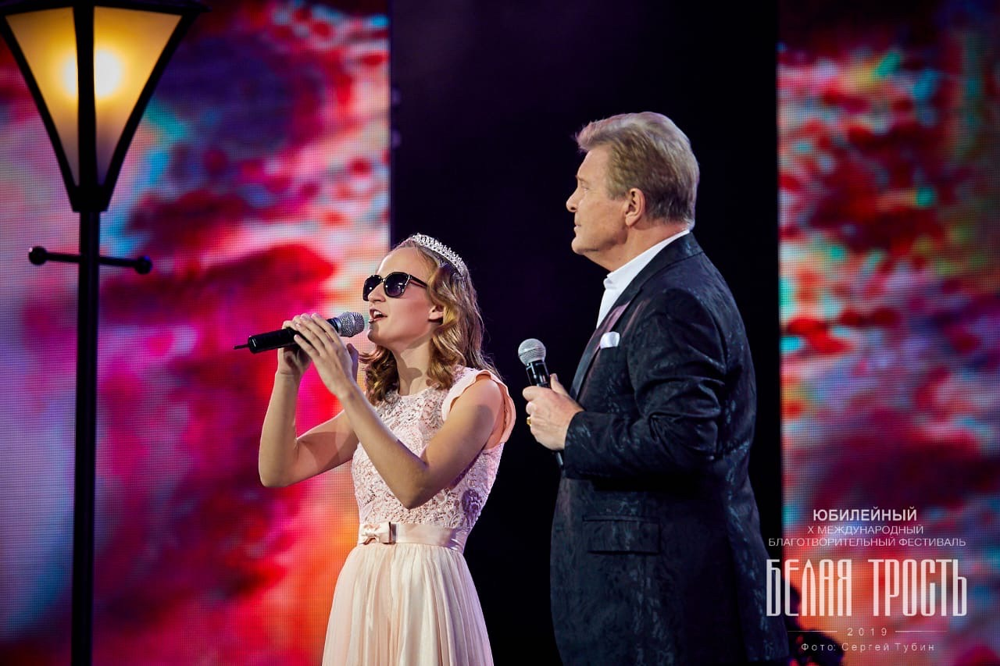 ЮБИЛЕЙНЫЙ
X МЕЖДУНАРОДНЫЙ
БЛАГОТВОРИТЕЛЬНЫЙ ФЕСТИВАЛЬ
БЕЛАЯ ТРОСТЬ
2019
Фото: Сергей Тубин